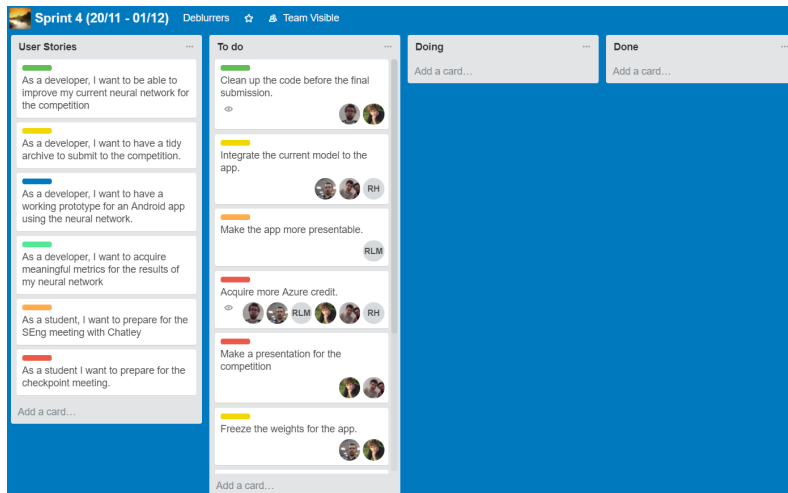 Sprint 4 (20/11 - 01/12) Deblurrers Team Visible
User Stories
As a developer, I want to be able to
improve my current neural network for
the competition
As a developer, I want to have a tidy
archive to submit to the competition.
As a developer, I want to have a
working prototype for an Android app
using the neural network.
As a developer, I want to acquire
meaningful metrics for the results of
my neural network
As a student, I want to prepare for the
SEng meeting with Chatley
As a student I want to prepare for the
checkpoint meeting.
Add a card…
To do
Clean up the code before the final
submission.
Integrate the current model to the
app.
RH
Make the app more presentable.
RLM
Acquire more Azure credit.
RLM RH
Make a presentation for the
competition
Freeze the weights for the app.
Add a card…
Doing
Add a card…
Done
Add a card…